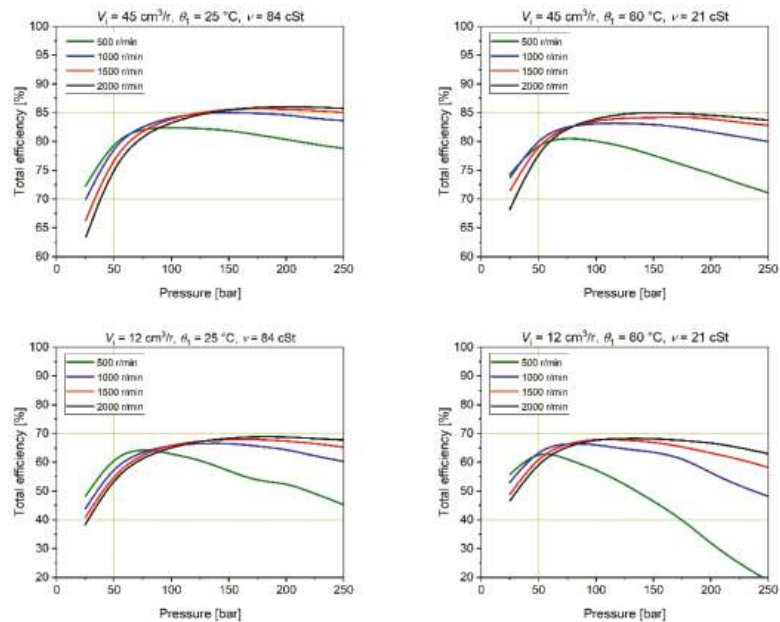 Vᵢ = 45 cm³/r, θ₁ = 25 °C, ν = 84 cSt
500 r/min
1000 r/min
1500 r/min
2000 r/min
100
95
90
85
80
75
70
65
60
Total efficiency [%]
0 50 100 150 200 250
Pressure [bar]
Vᵢ = 45 cm³/r, θ₁ = 60 °C, ν = 21 cSt
500 r/min
1000 r/min
1500 r/min
2000 r/min
100
95
90
85
80
75
70
65
60
Total efficiency [%]
0 50 100 150 200 250
Pressure [bar]
Vᵢ = 12 cm³/r, θ₁ = 25 °C, ν = 84 cSt
500 r/min
1000 r/min
1500 r/min
2000 r/min
100
90
80
70
60
50
40
30
20
Total efficiency [%]
0 50 100 150 200 250
Pressure [bar]
Vᵢ = 12 cm³/r, θ₁ = 60 °C, ν = 21 cSt
500 r/min
1000 r/min
1500 r/min
2000 r/min
100
90
80
70
60
50
40
30
20
Total efficiency [%]
0 50 100 150 200 250
Pressure [bar]